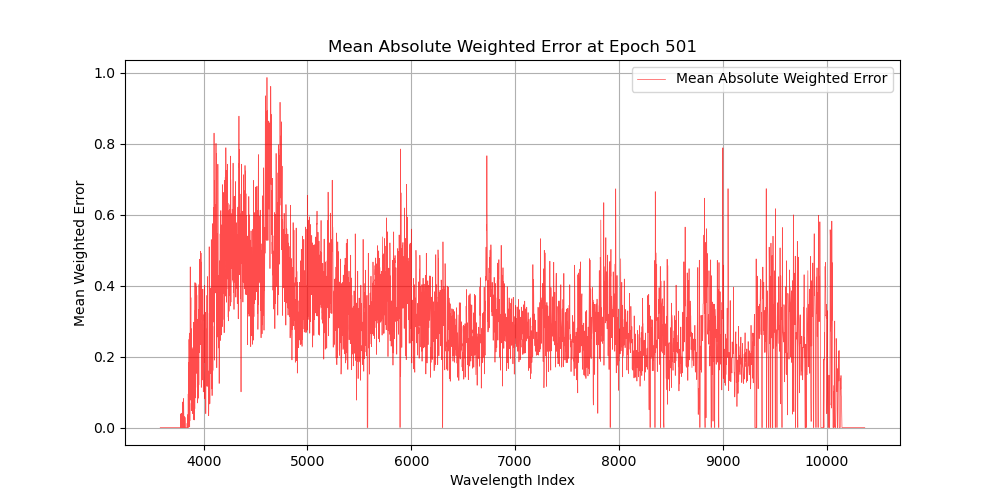 Mean Absolute Weighted Error at Epoch 501
Mean Absolute Weighted Error
Mean Weighted Error
1.0
0.8
0.6
0.4
0.2
0.0
4000 5000 6000 7000 8000 9000 10000
Wavelength Index